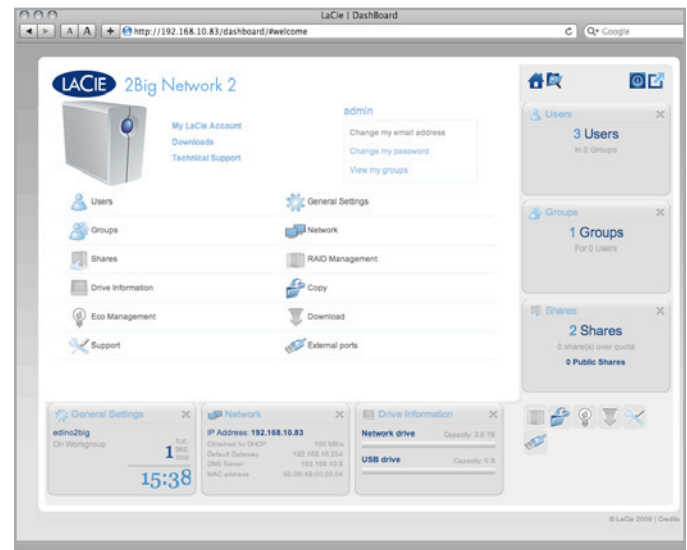 LaCie | DashBoard
A A + http://192.168.10.83/dashboard/#welcome C Q Google
LACIE 2Big Network 2
My LaCie Account
Downloads
Technical Support
admin
Change my email address
Change my password
View my groups
Users
General Settings
Groups
Network
Shares
RAID Management
Drive Information
Copy
Eco Management
Download
Support
External ports
Users
3 Users
In 0 Groups
Groups
1 Groups
For 0 Users
Shares
2 Shares
0 share(s) over quota
0 Public Shares
General Settings
edino2big
On Workgroup
TUE.
1 DEC.
2009
15:38
Network
IP Address: 192.168.10.83
Obtained by DHCP 100 MB/s
Default Gateway 192.168.10.254
DNS Server 192.168.10.6
MAC address
Drive Information
Network drive Capacity: 3.6 TB
USB drive Capacity: 0 B
© LaCie 2009 | Credits